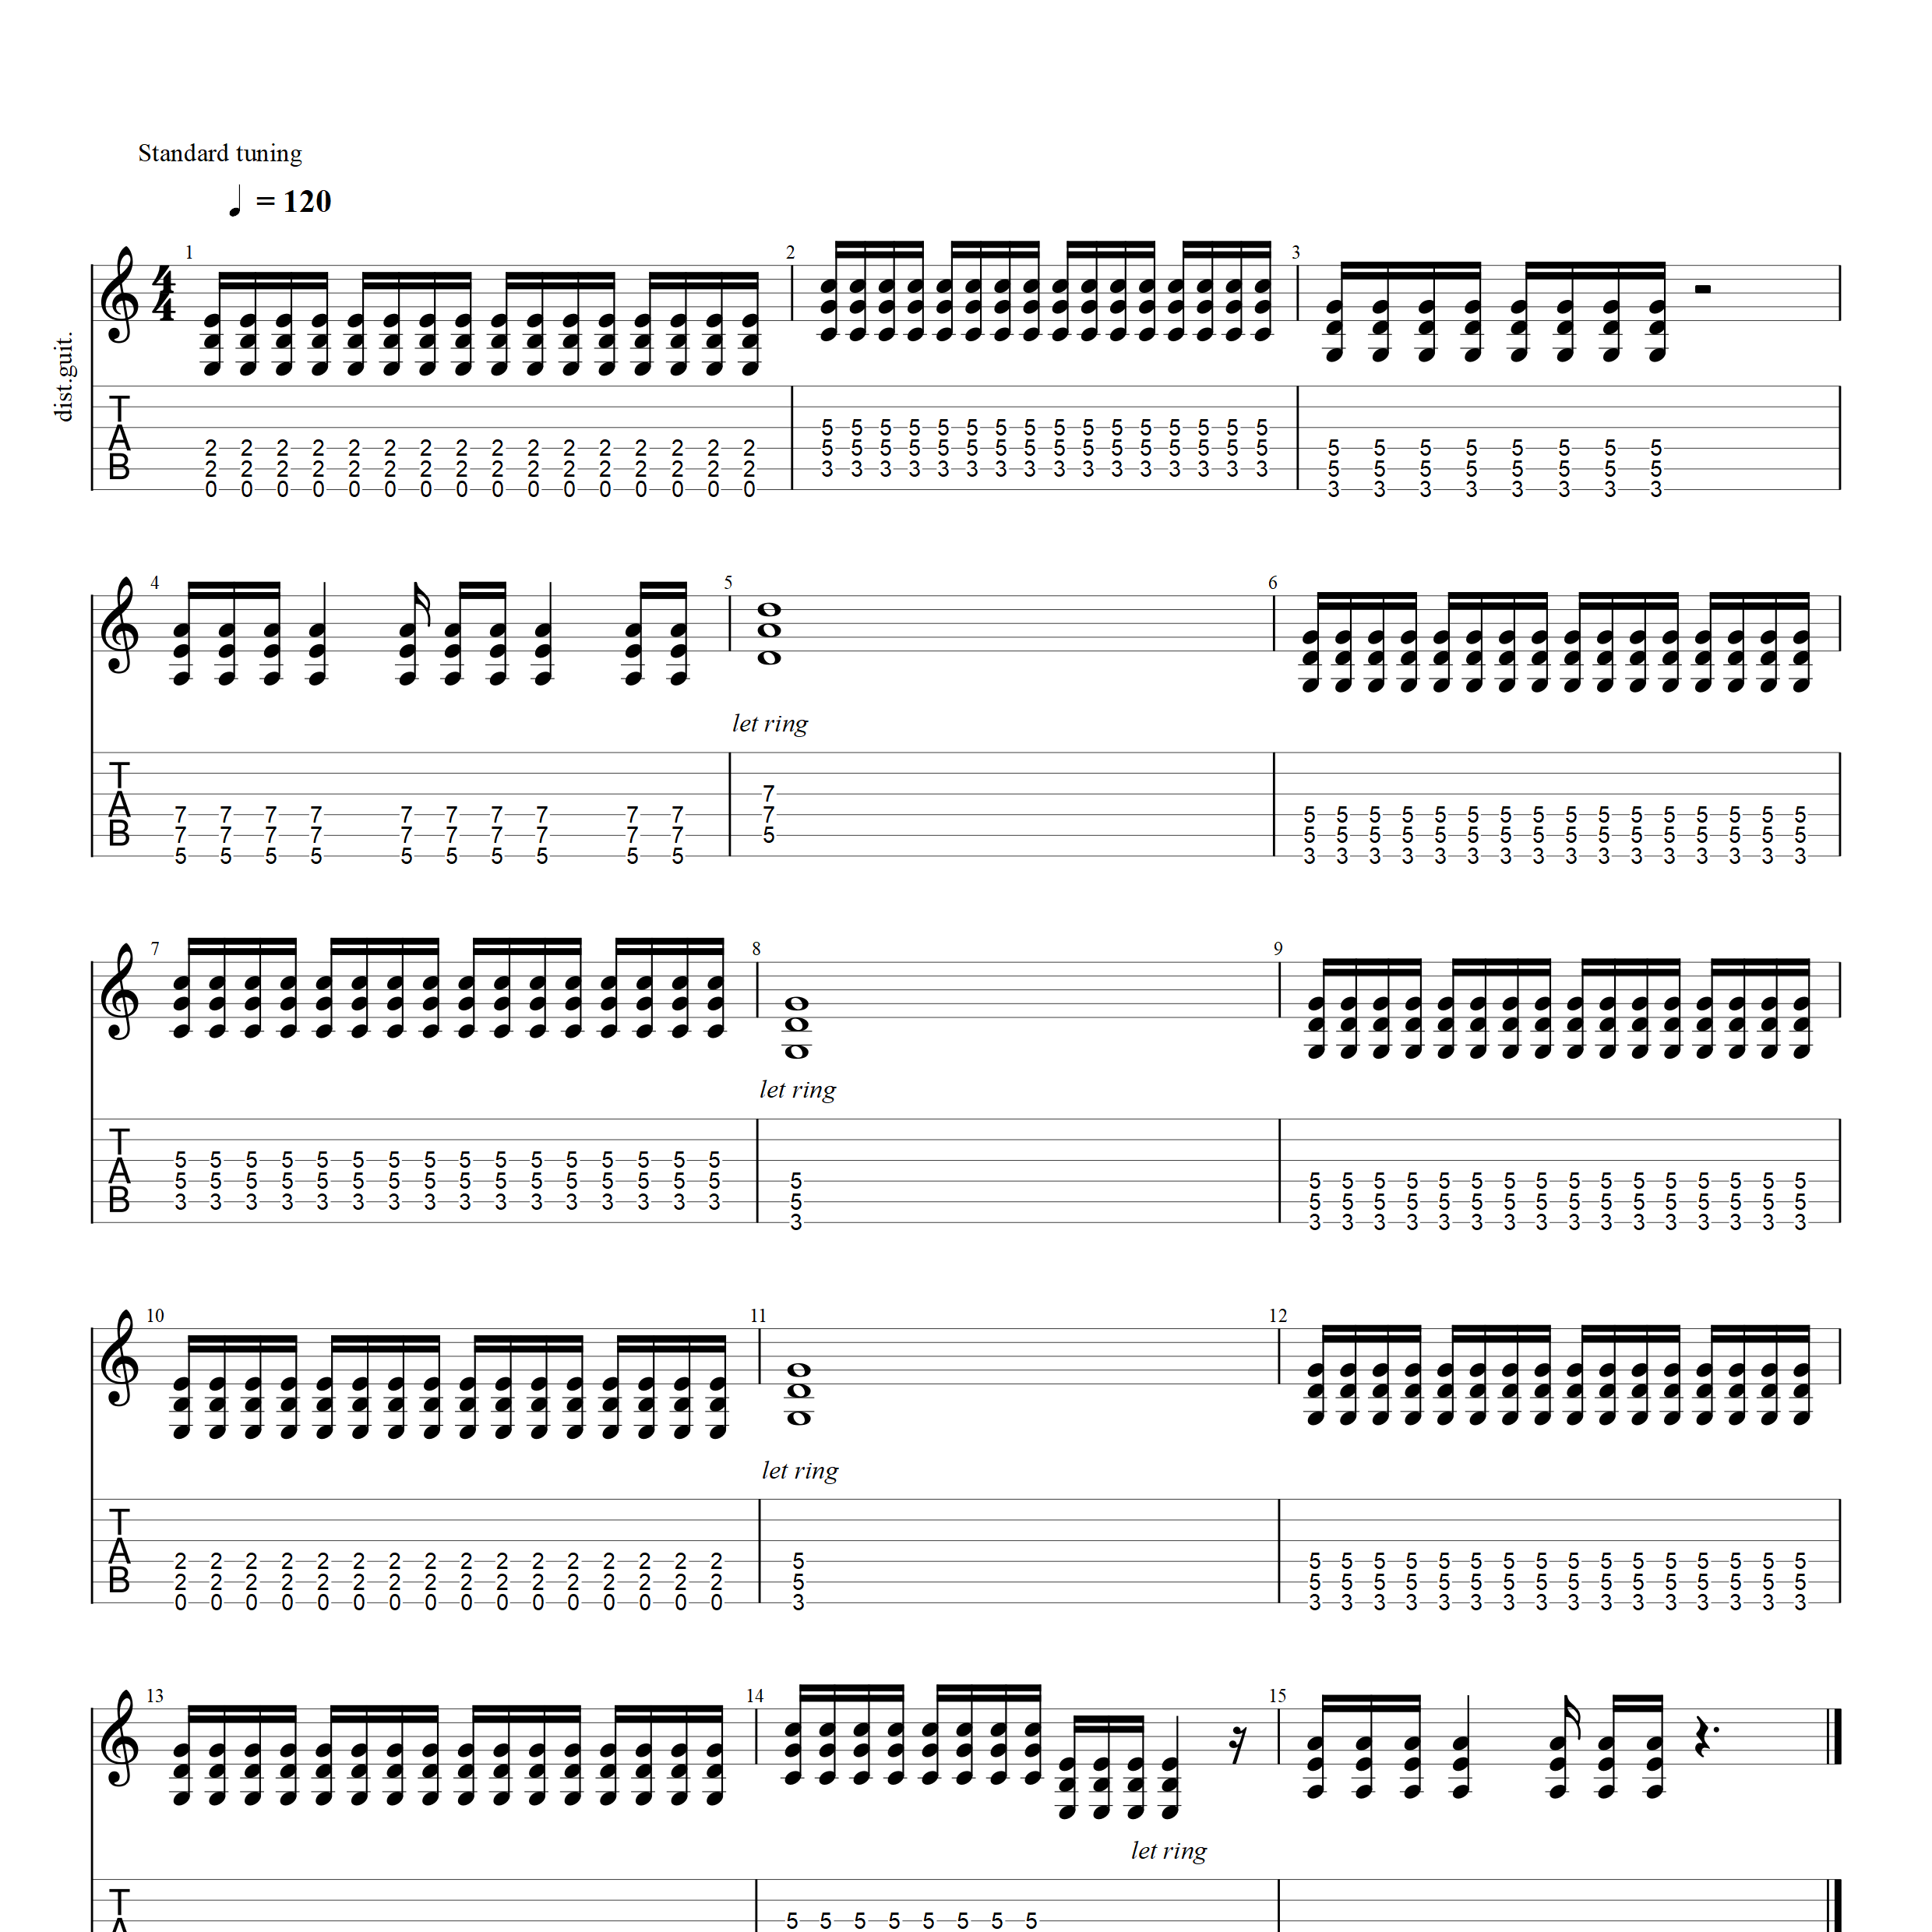 Standard tuning
= 120
dist.guit.
1 2 3
4 4
T A B
5 5 5 5 5 5 5 5 5 5 5 5 5 5 5 5
2 2 2 2 2 2 2 2 2 2 2 2 2 2 2 2 5 5 5 5 5 5 5 5 5 5 5 5 5 5 5 5 5 5 5 5 5 5 5 5
2 2 2 2 2 2 2 2 2 2 2 2 2 2 2 2 3 3 3 3 3 3 3 3 3 3 3 3 3 3 3 3 5 5 5 5 5 5 5 5
0 0 0 0 0 0 0 0 0 0 0 0 0 0 0 0 3 3 3 3 3 3 3 3
4 5 6
let ring
T A B
7
7 7 7 7 7 7 7 7 7 7 7 5 5 5 5 5 5 5 5 5 5 5 5 5 5 5 5
7 7 7 7 7 7 7 7 7 7 5 5 5 5 5 5 5 5 5 5 5 5 5 5 5 5 5
5 5 5 5 5 5 5 5 5 5 3 3 3 3 3 3 3 3 3 3 3 3 3 3 3 3
7 8 9
let ring
T A B
5 5 5 5 5 5 5 5 5 5 5 5 5 5 5 5
5 5 5 5 5 5 5 5 5 5 5 5 5 5 5 5 5 5 5 5 5 5 5 5 5 5 5 5 5 5 5 5 5
3 3 3 3 3 3 3 3 3 3 3 3 3 3 3 3 5 5 5 5 5 5 5 5 5 5 5 5 5 5 5 5 5
3 3 3 3 3 3 3 3 3 3 3 3 3 3 3 3 3
10 11 12
let ring
T A B
2 2 2 2 2 2 2 2 2 2 2 2 2 2 2 2 5 5 5 5 5 5 5 5 5 5 5 5 5 5 5 5 5
2 2 2 2 2 2 2 2 2 2 2 2 2 2 2 2 5 5 5 5 5 5 5 5 5 5 5 5 5 5 5 5 5
0 0 0 0 0 0 0 0 0 0 0 0 0 0 0 0 3 3 3 3 3 3 3 3 3 3 3 3 3 3 3 3 3
13 14 15
let ring
T
5 5 5 5 5 5 5 5